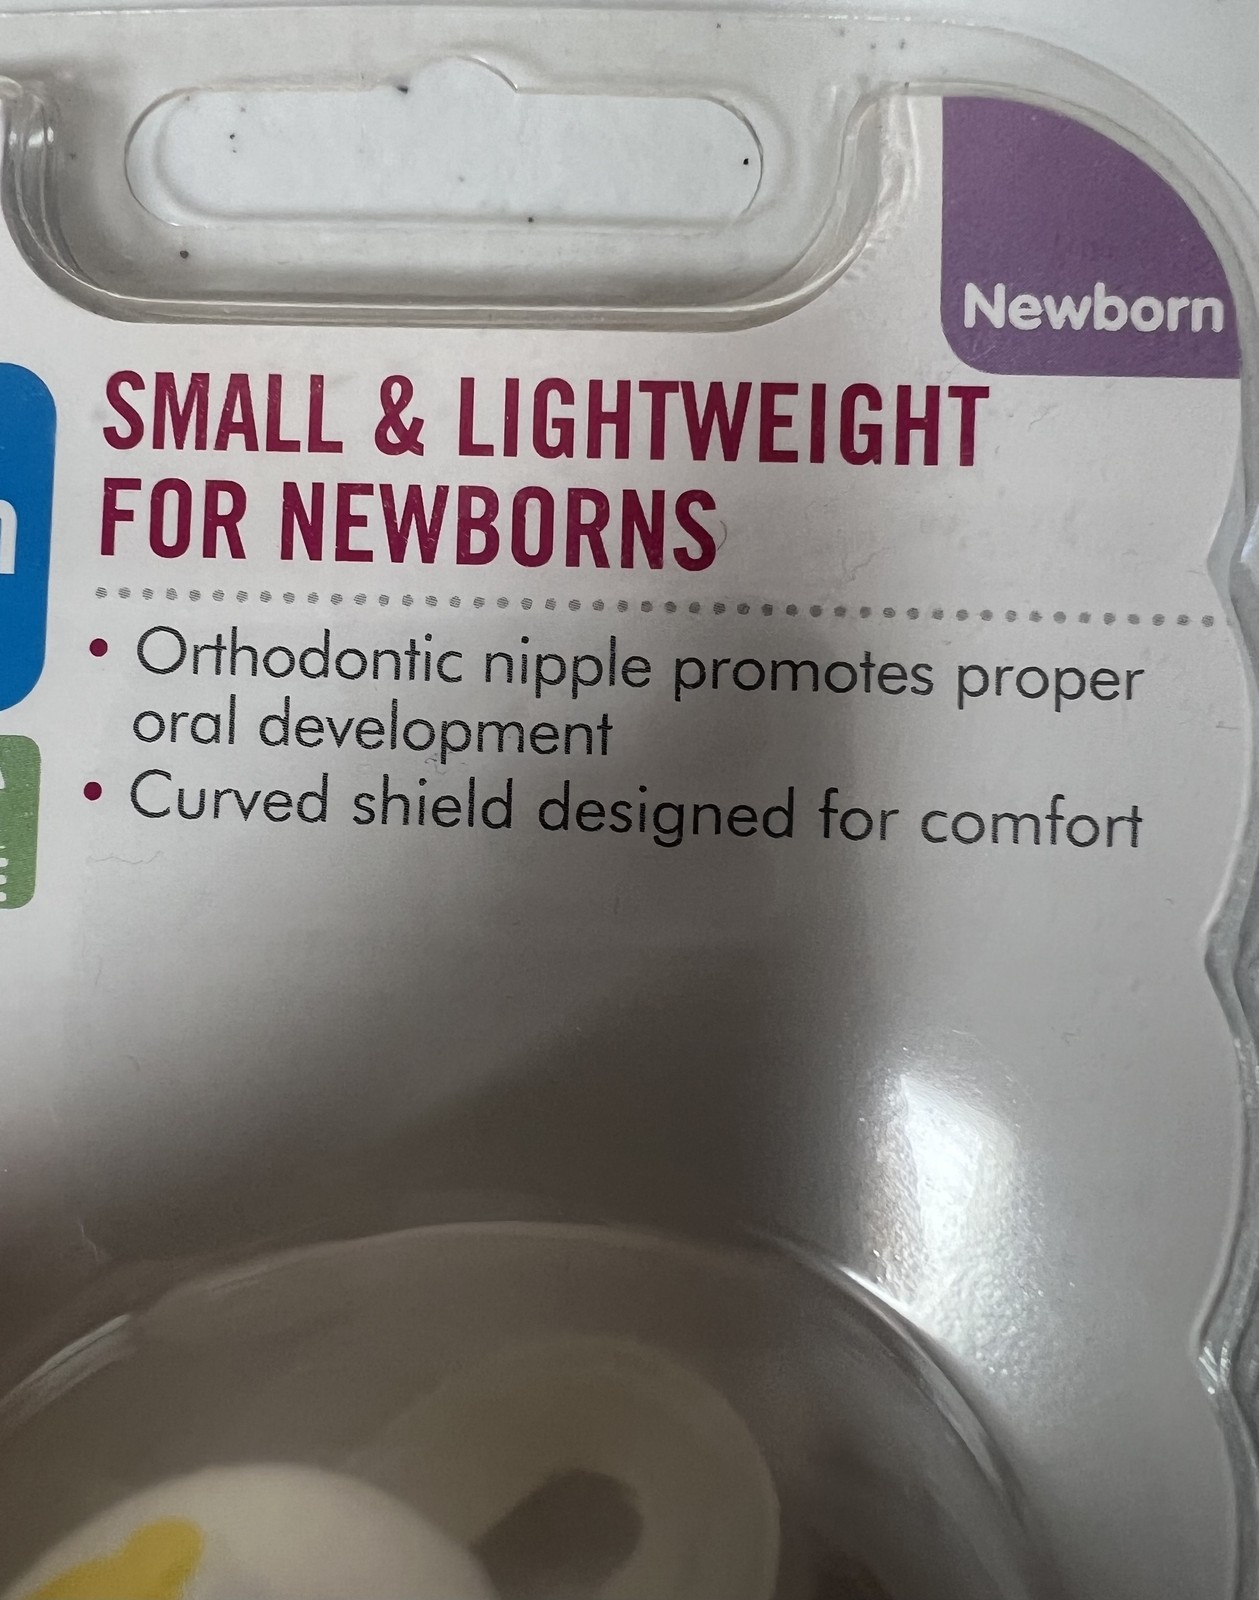 Newborn
SMALL & LIGHTWEIGHT
FOR NEWBORNS
• Orthodontic nipple promotes proper
oral development
• Curved shield designed for comfort